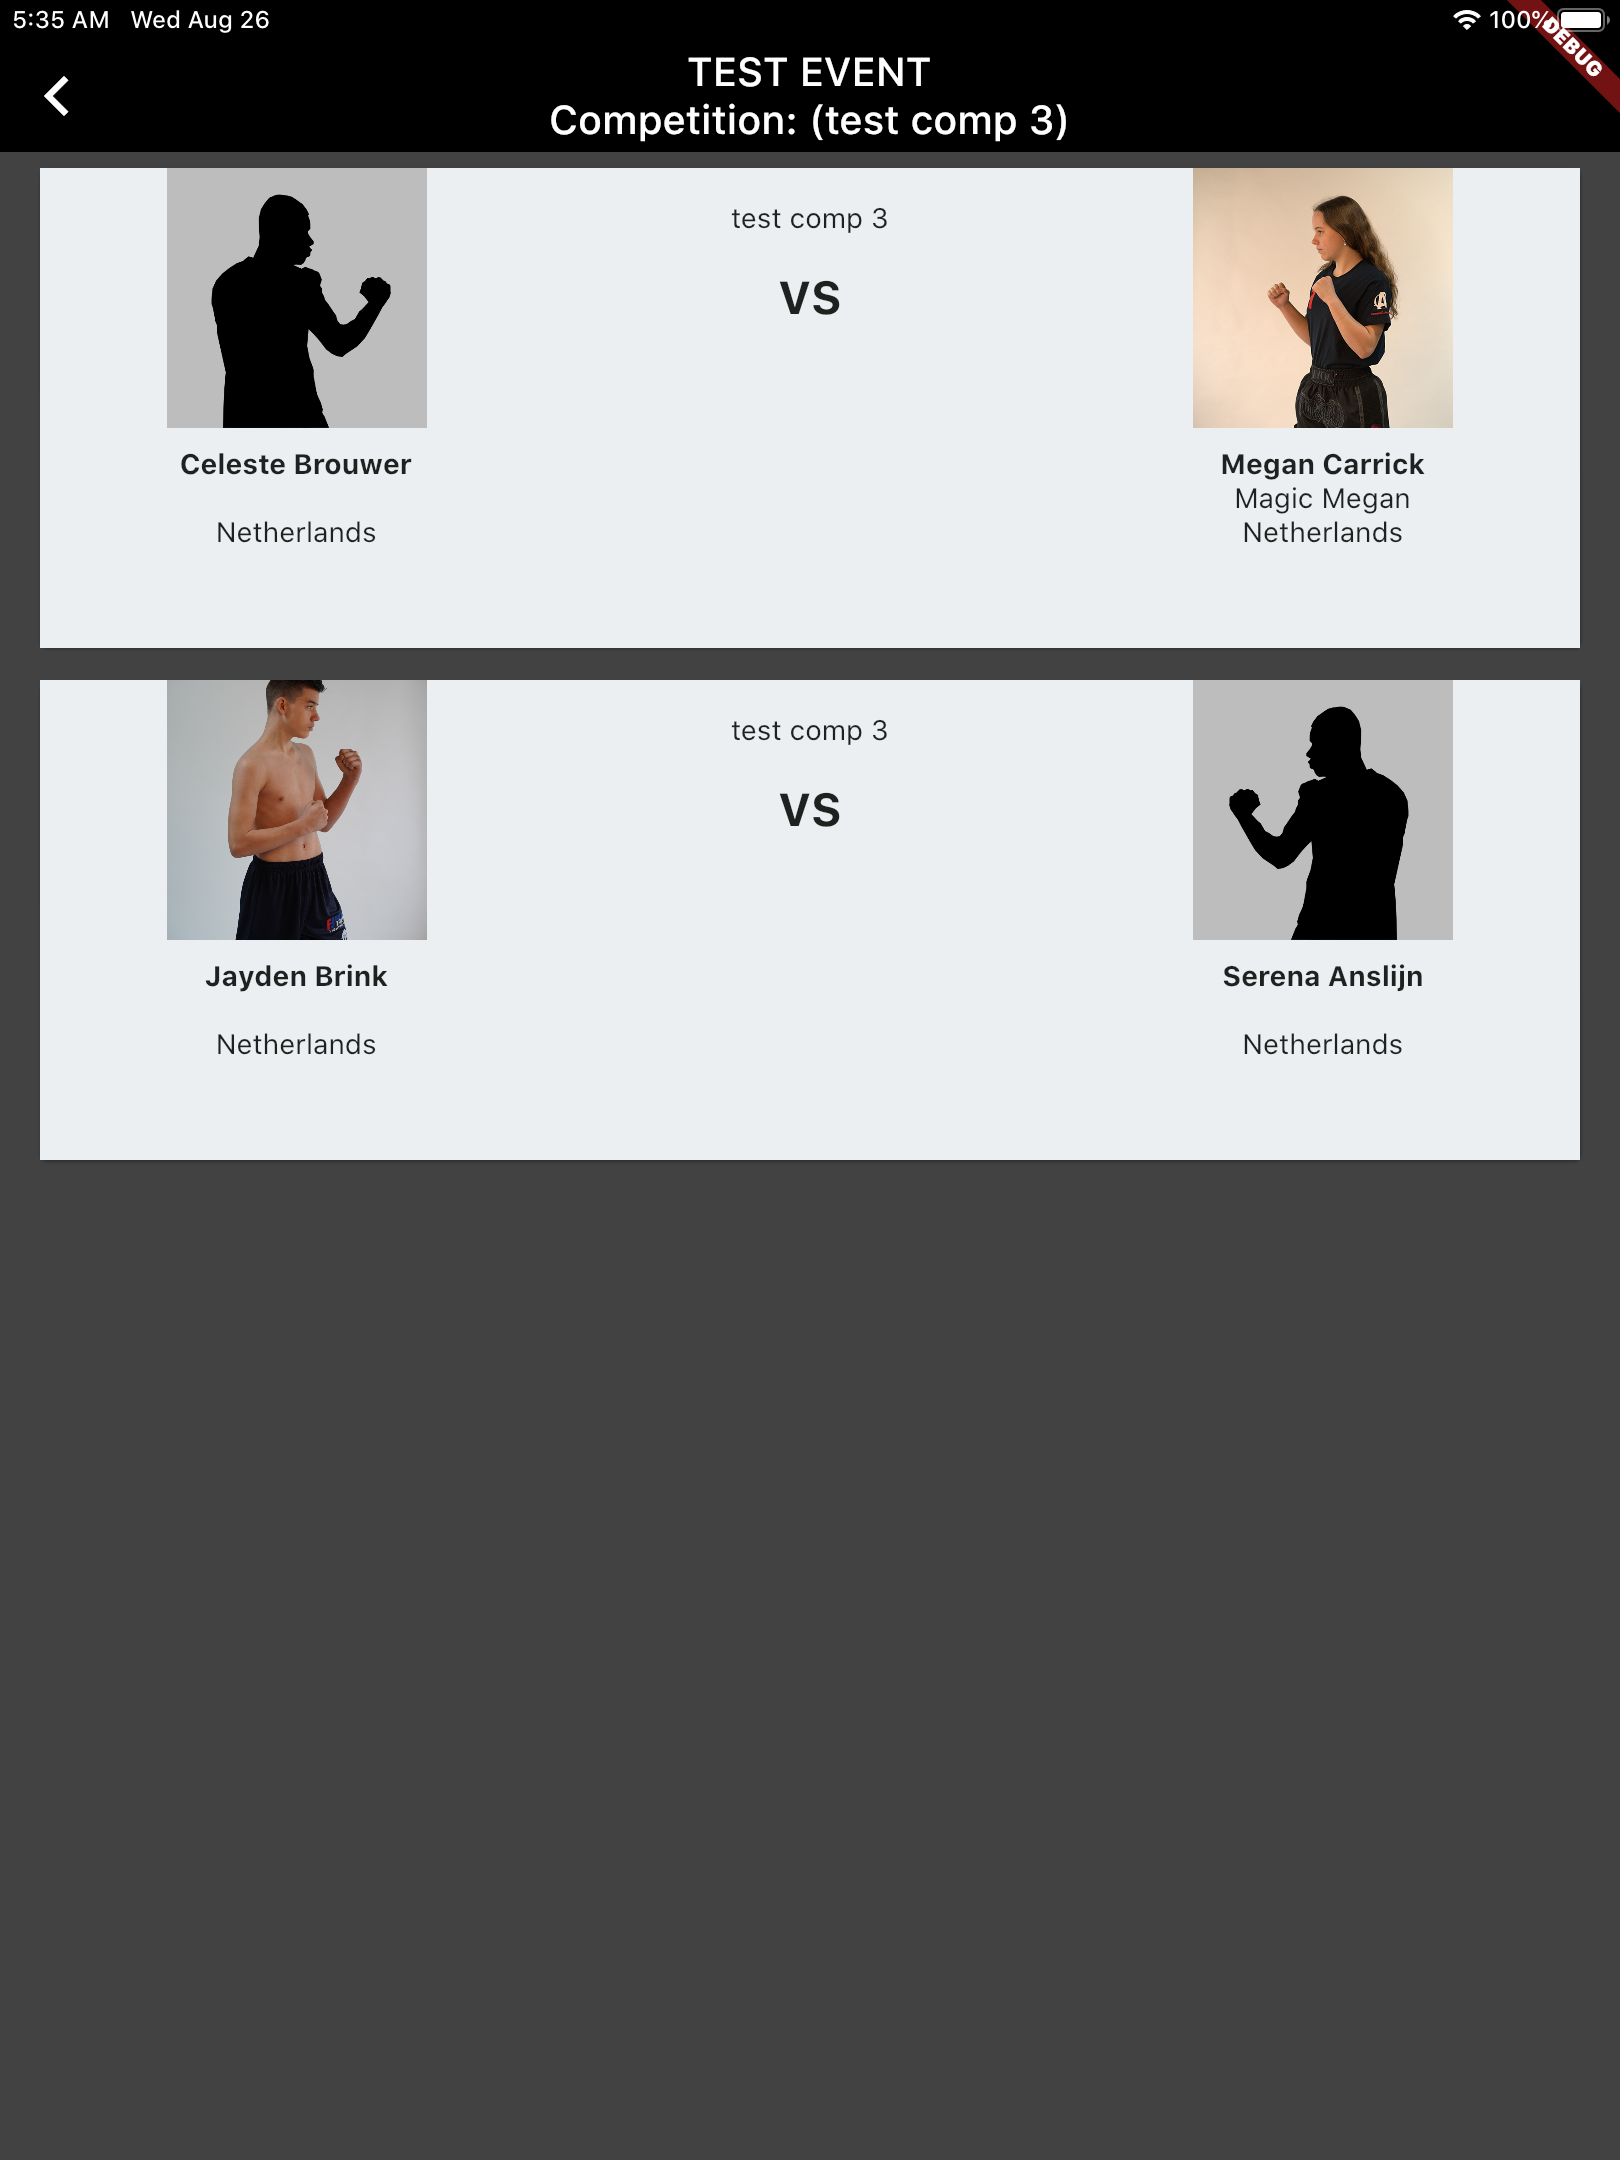 5:35 AM Wed Aug 26
100%
DEBUG
TEST EVENT
Competition: (test comp 3)
test comp 3
VS
Celeste Brouwer
Netherlands
Megan Carrick
Magic Megan
Netherlands
test comp 3
VS
Jayden Brink
Netherlands
Serena Anslijn
Netherlands